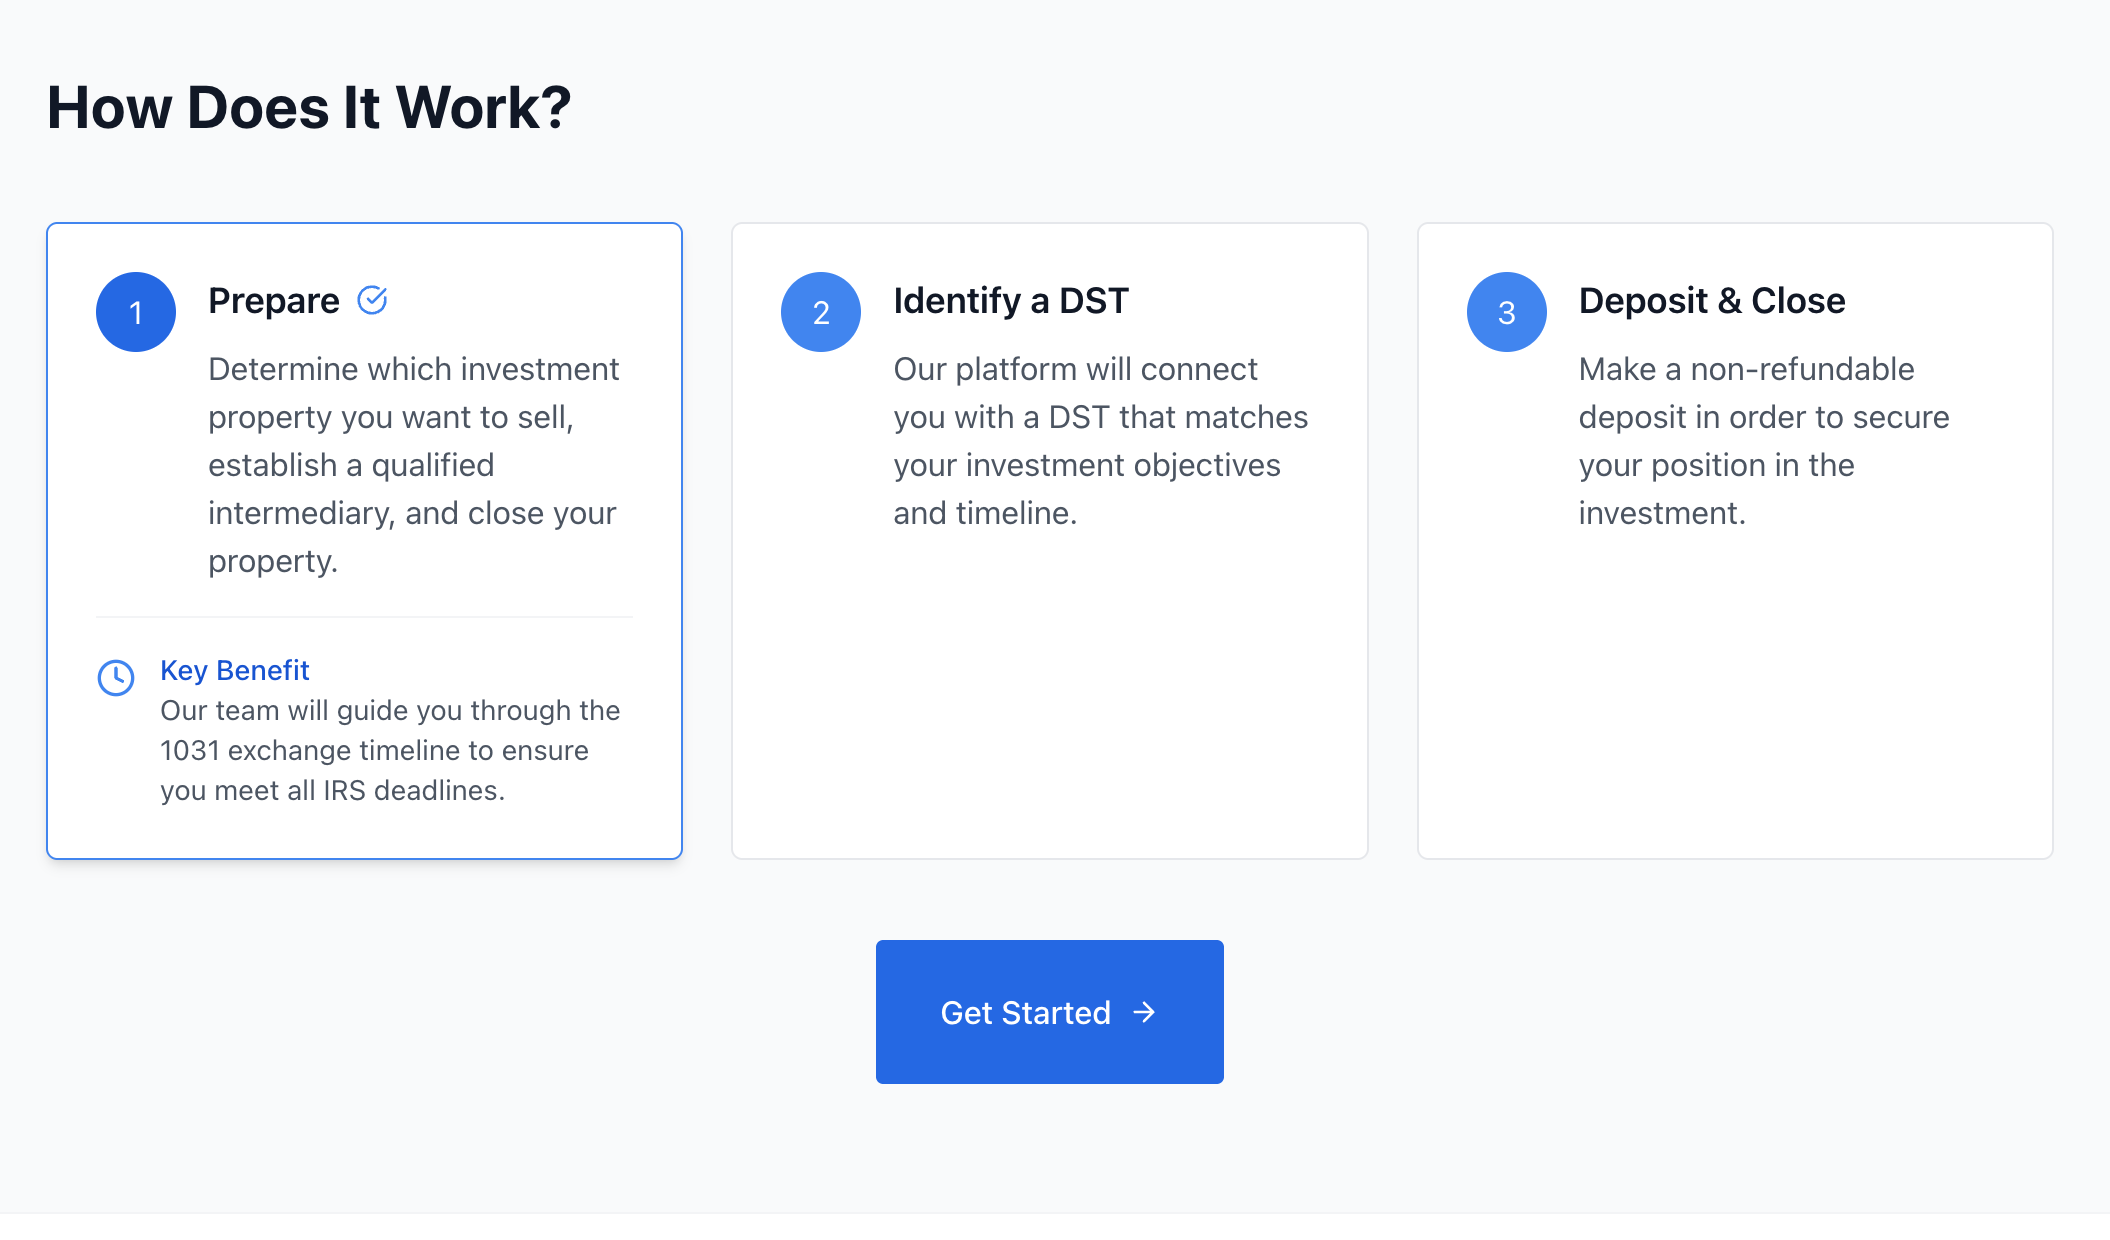 How Does It Work?
1
Prepare
Determine which investment
property you want to sell,
establish a qualified
intermediary, and close your
property.
Key Benefit
Our team will guide you through the
1031 exchange timeline to ensure
you meet all IRS deadlines.
2
Identify a DST
Our platform will connect
you with a DST that matches
your investment objectives
and timeline.
3
Deposit & Close
Make a non-refundable
deposit in order to secure
your position in the
investment.
Get Started